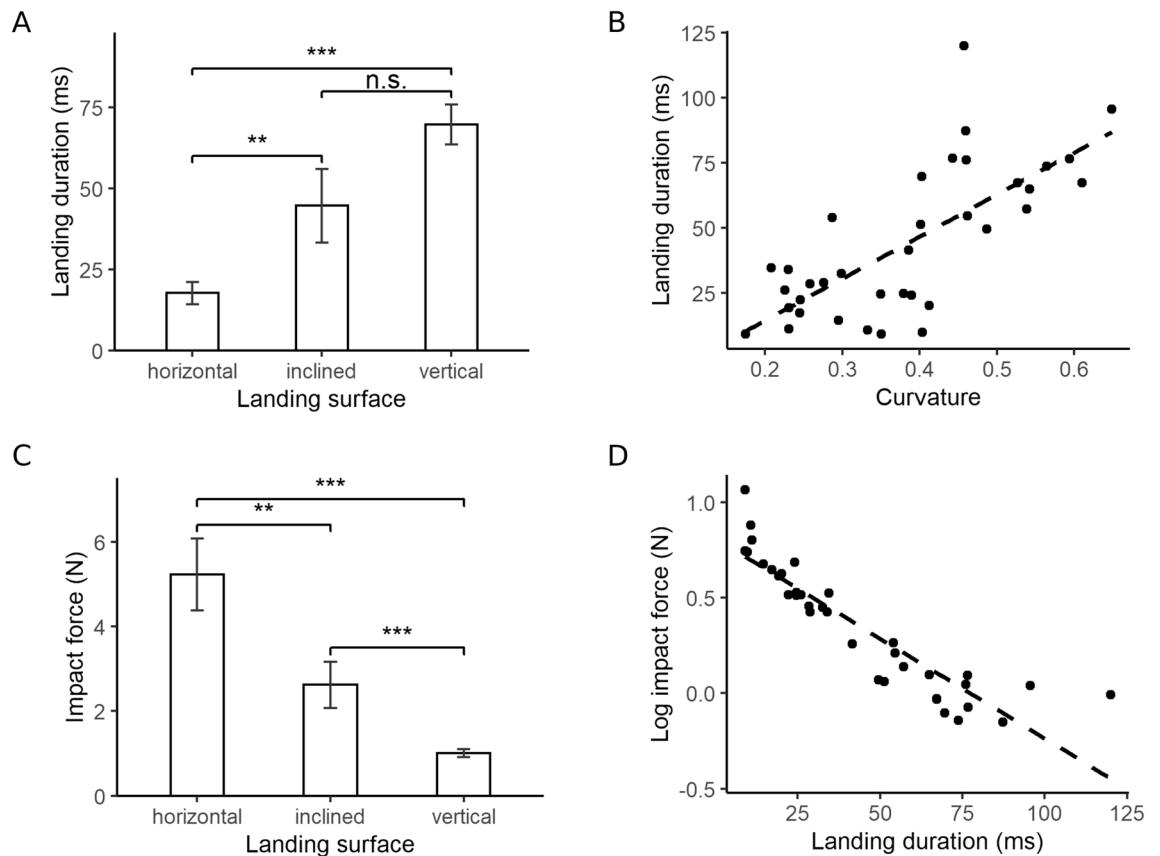 A
Landing duration (ms)
75
50
25
0
***
n.s.
**
horizontal inclined vertical
Landing surface
B
Landing duration (ms)
125
100
75
50
25
0.2 0.3 0.4 0.5 0.6
Curvature
C
Impact force (N)
6
4
2
0
***
**
***
horizontal inclined vertical
Landing surface
D
Log impact force (N)
1.0
0.5
0.0
-0.5
25 50 75 100 125
Landing duration (ms)